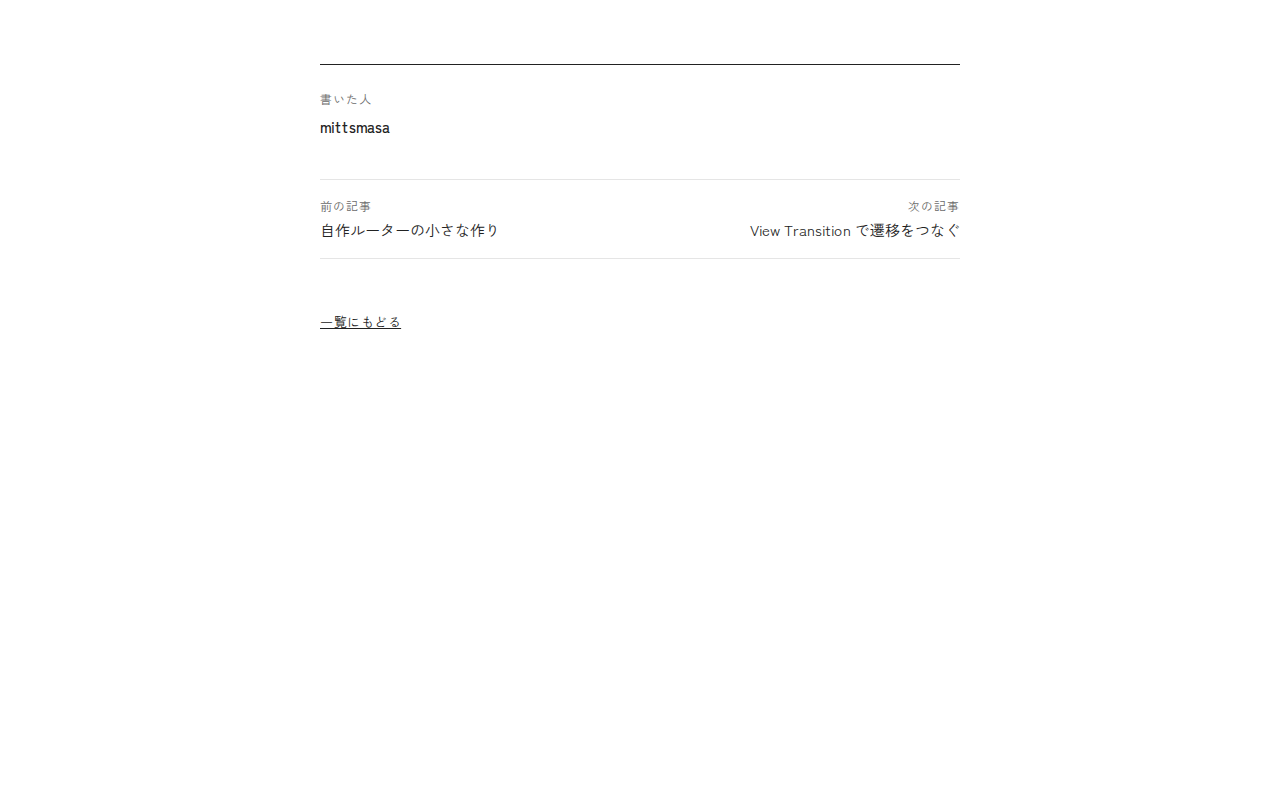 書いた人
mittsmasa
前の記事
次の記事
自作ルーターの小さな作り
View Transition で遷移をつなぐ
一覧にもどる